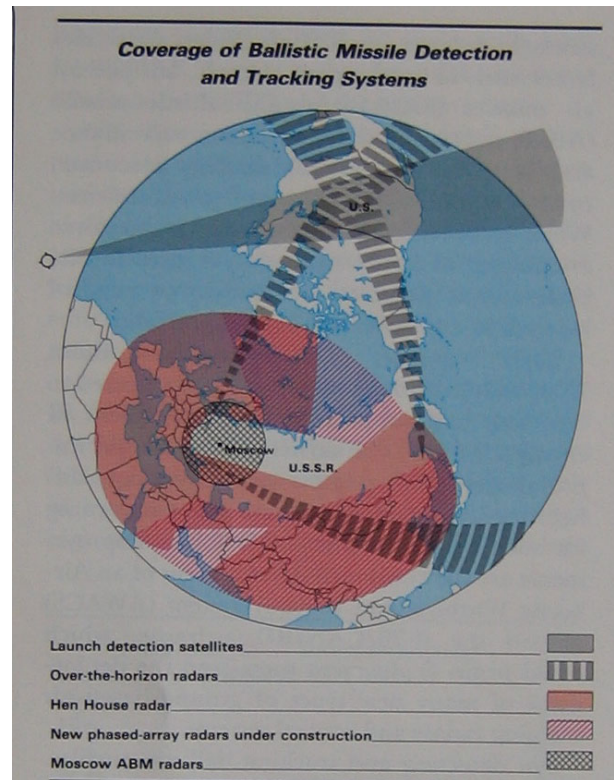 Coverage of Ballistic Missile Detection
and Tracking Systems
U.S.
Moscow
U.S.S.R.
Launch detection satellites
Over-the-horizon radars
Hen House radar
New phased-array radars under construction
Moscow ABM radars